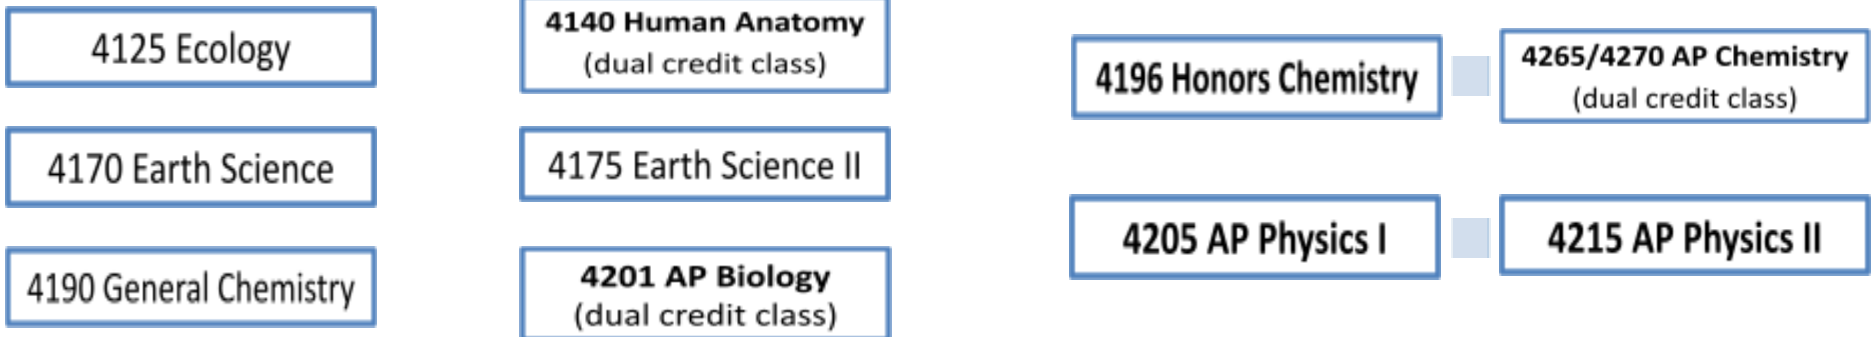 4125 Ecology
4170 Earth Science
4190 General Chemistry
4140 Human Anatomy
(dual credit class)
4175 Earth Science II
4201 AP Biology
(dual credit class)
4196 Honors Chemistry
4265/4270 AP Chemistry
(dual credit class)
4205 AP Physics I
4215 AP Physics II